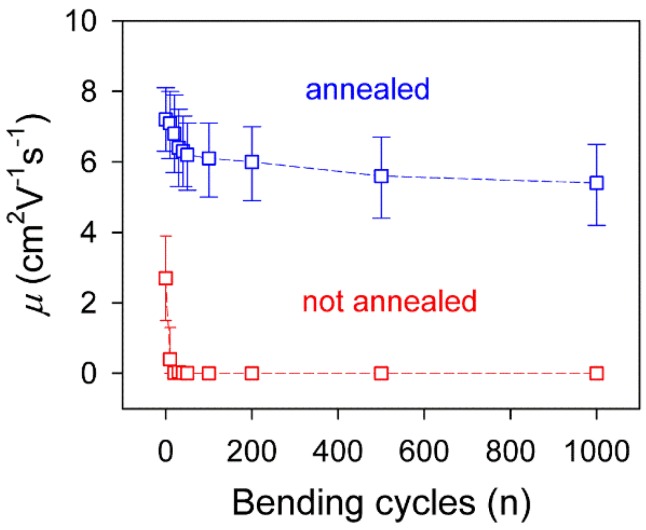 10
8
6
4
2
0
μ (cm²V⁻¹s⁻¹)
annealed
not annealed
0 200 400 600 800 1000
Bending cycles (n)